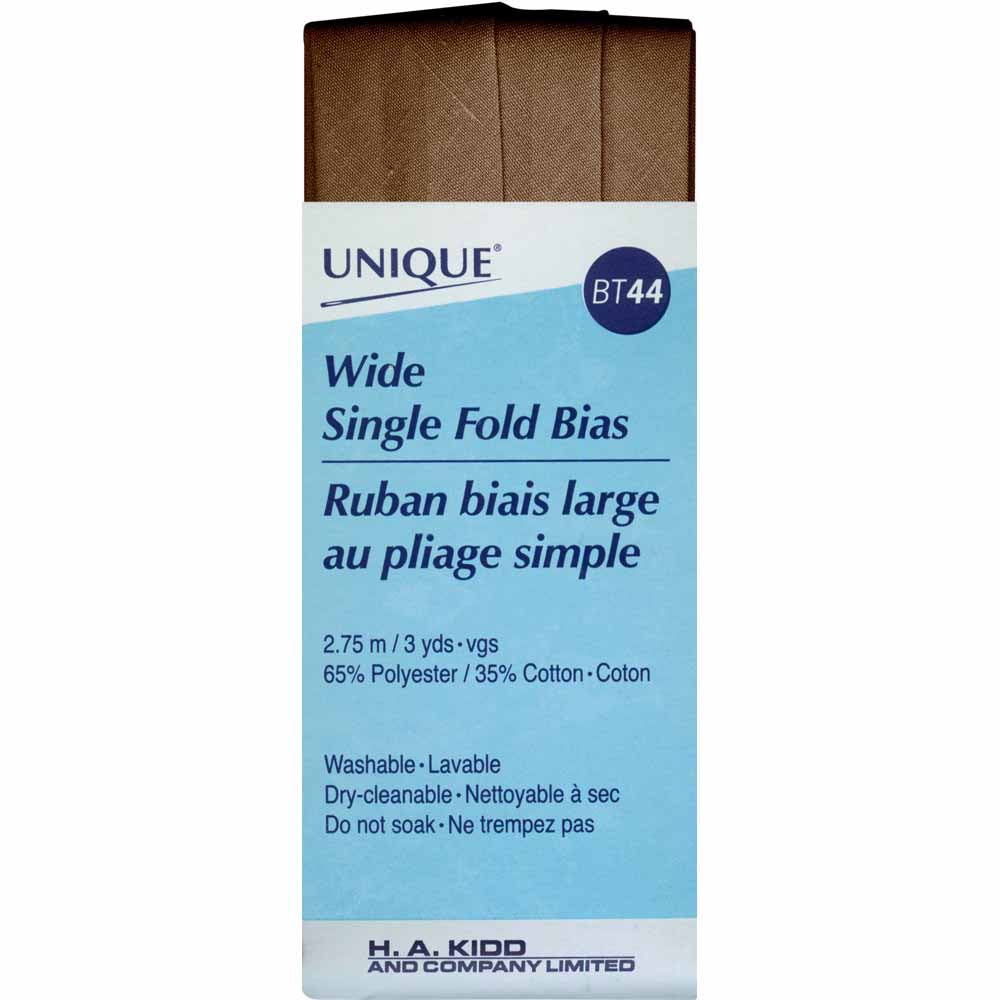 UNIQUE®
BT44
Wide
Single Fold Bias
Ruban biais large
au pliage simple
2.75 m / 3 yds•vgs
65% Polyester / 35% Cotton•Coton
Washable•Lavable
Dry-cleanable•Nettoyable à sec
Do not soak•Ne trempez pas
H. A. KIDD
AND COMPANY LIMITED